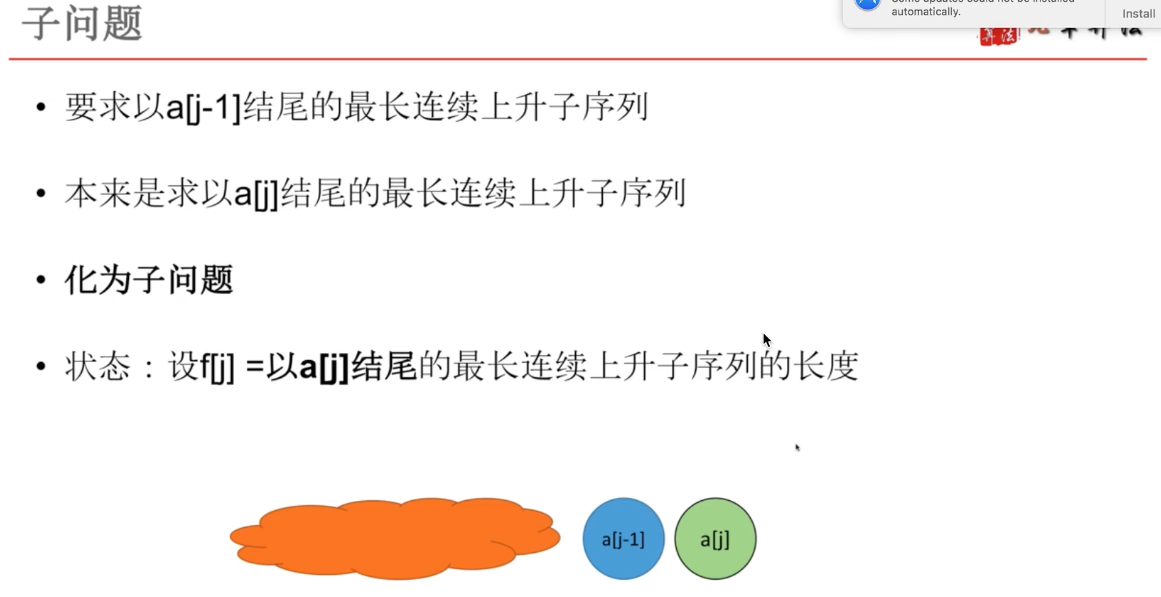 子问题
automatically.
Install
算法
要求以a[j-1]结尾的最长连续上升子序列
本来是求以a[j]结尾的最长连续上升子序列
化为子问题
状态：设f[j] =以a[j]结尾的最长连续上升子序列的长度
a[j-1]
a[j]